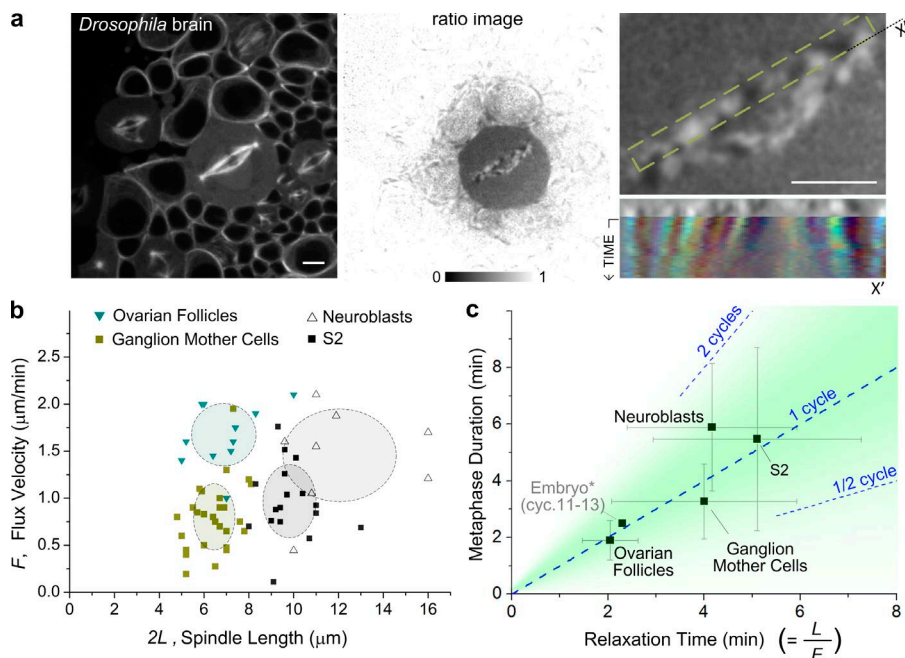 a
Drosophila brain
ratio image
X
0 1
TIME
X′
b
Ovarian Follicles
Ganglion Mother Cells
Neuroblasts
S2
F, Flux Velocity (μm/min)
2.5
2.0
1.5
1.0
0.5
0.0
0 2 4 6 8 10 12 14 16
2L, Spindle Length (μm)
c
Metaphase Duration (min)
8
6
4
2
0
2 cycles
1 cycle
1/2 cycle
Neuroblasts
S2
Embryo*
(cyc.11-13)
Ovarian
Follicles
Ganglion
Mother Cells
0 2 4 6 8
Relaxation Time (min) (= L/F)